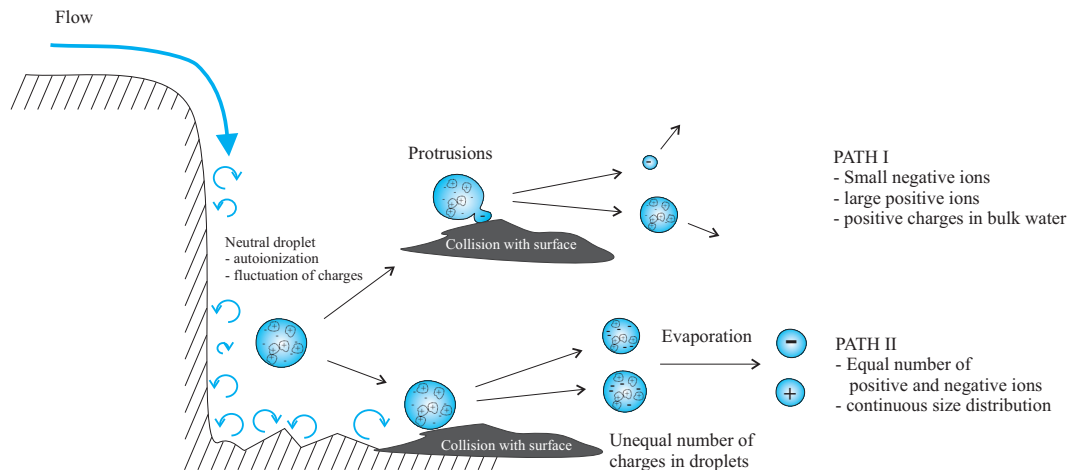 Flow
Protrusions
PATH I
- Small negative ions
- large positive ions
- positive charges in bulk water
Collision with surface
Neutral droplet
- autoionization
- fluctuation of charges
Evaporation
PATH II
- Equal number of
positive and negative ions
- continuous size distribution
Collision with surface
Unequal number of
charges in droplets